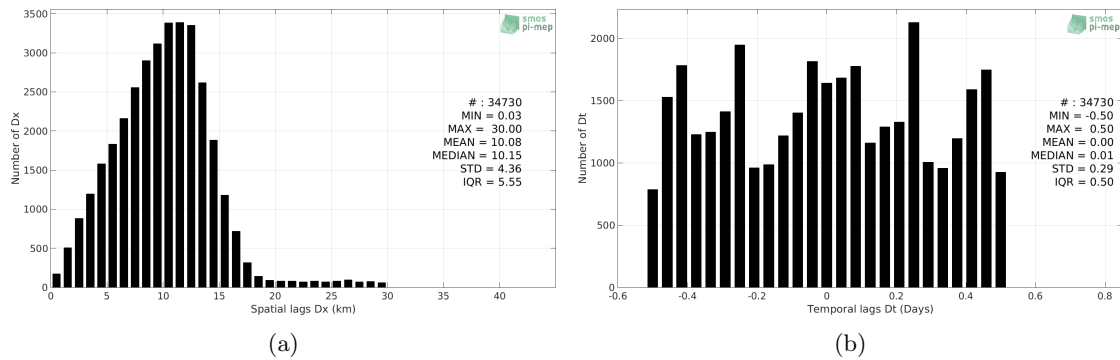 3500
3000
2500
2000
1500
1000
500
0
Number of Dx
smos
pi-mep
# : 34730
MIN = 0.03
MAX = 30.00
MEAN = 10.08
MEDIAN = 10.15
STD = 4.36
IQR = 5.55
0 5 10 15 20 25 30 35 40
Spatial lags Dx (km)
(a)
2000
1500
1000
500
0
Number of Dt
smos
pi-mep
# : 34730
MIN = -0.50
MAX = 0.50
MEAN = 0.00
MEDIAN = 0.01
STD = 0.29
IQR = 0.50
-0.6 -0.4 -0.2 0 0.2 0.4 0.6 0.8
Temporal lags Dt (Days)
(b)